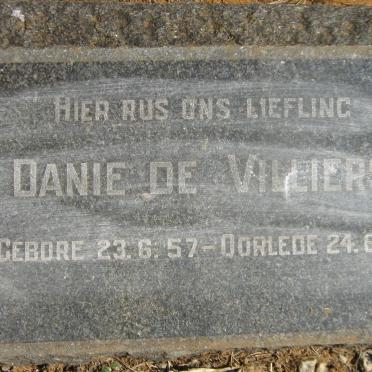 HIER RUS ONS LIEFLING
DANIE DE VILLIERS
GEBORE 23.6.57-OORLEDE 24.6